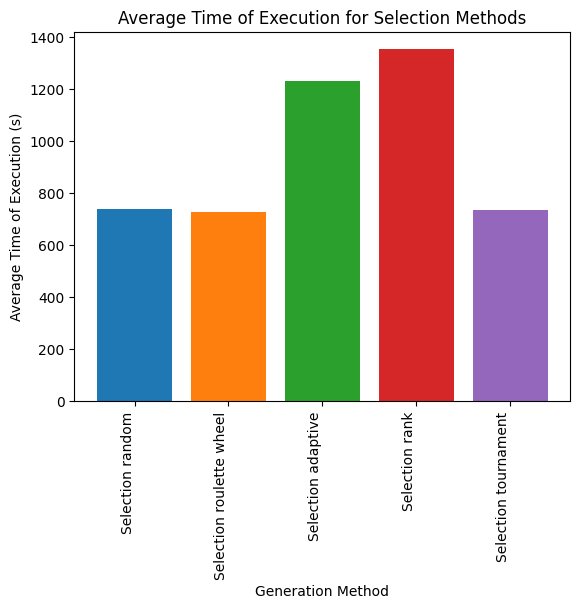 Average Time of Execution for Selection Methods
Average Time of Execution (s)
1400
1200
1000
800
600
400
200
0
Selection random
Selection roulette wheel
Selection adaptive
Selection rank
Selection tournament
Generation Method